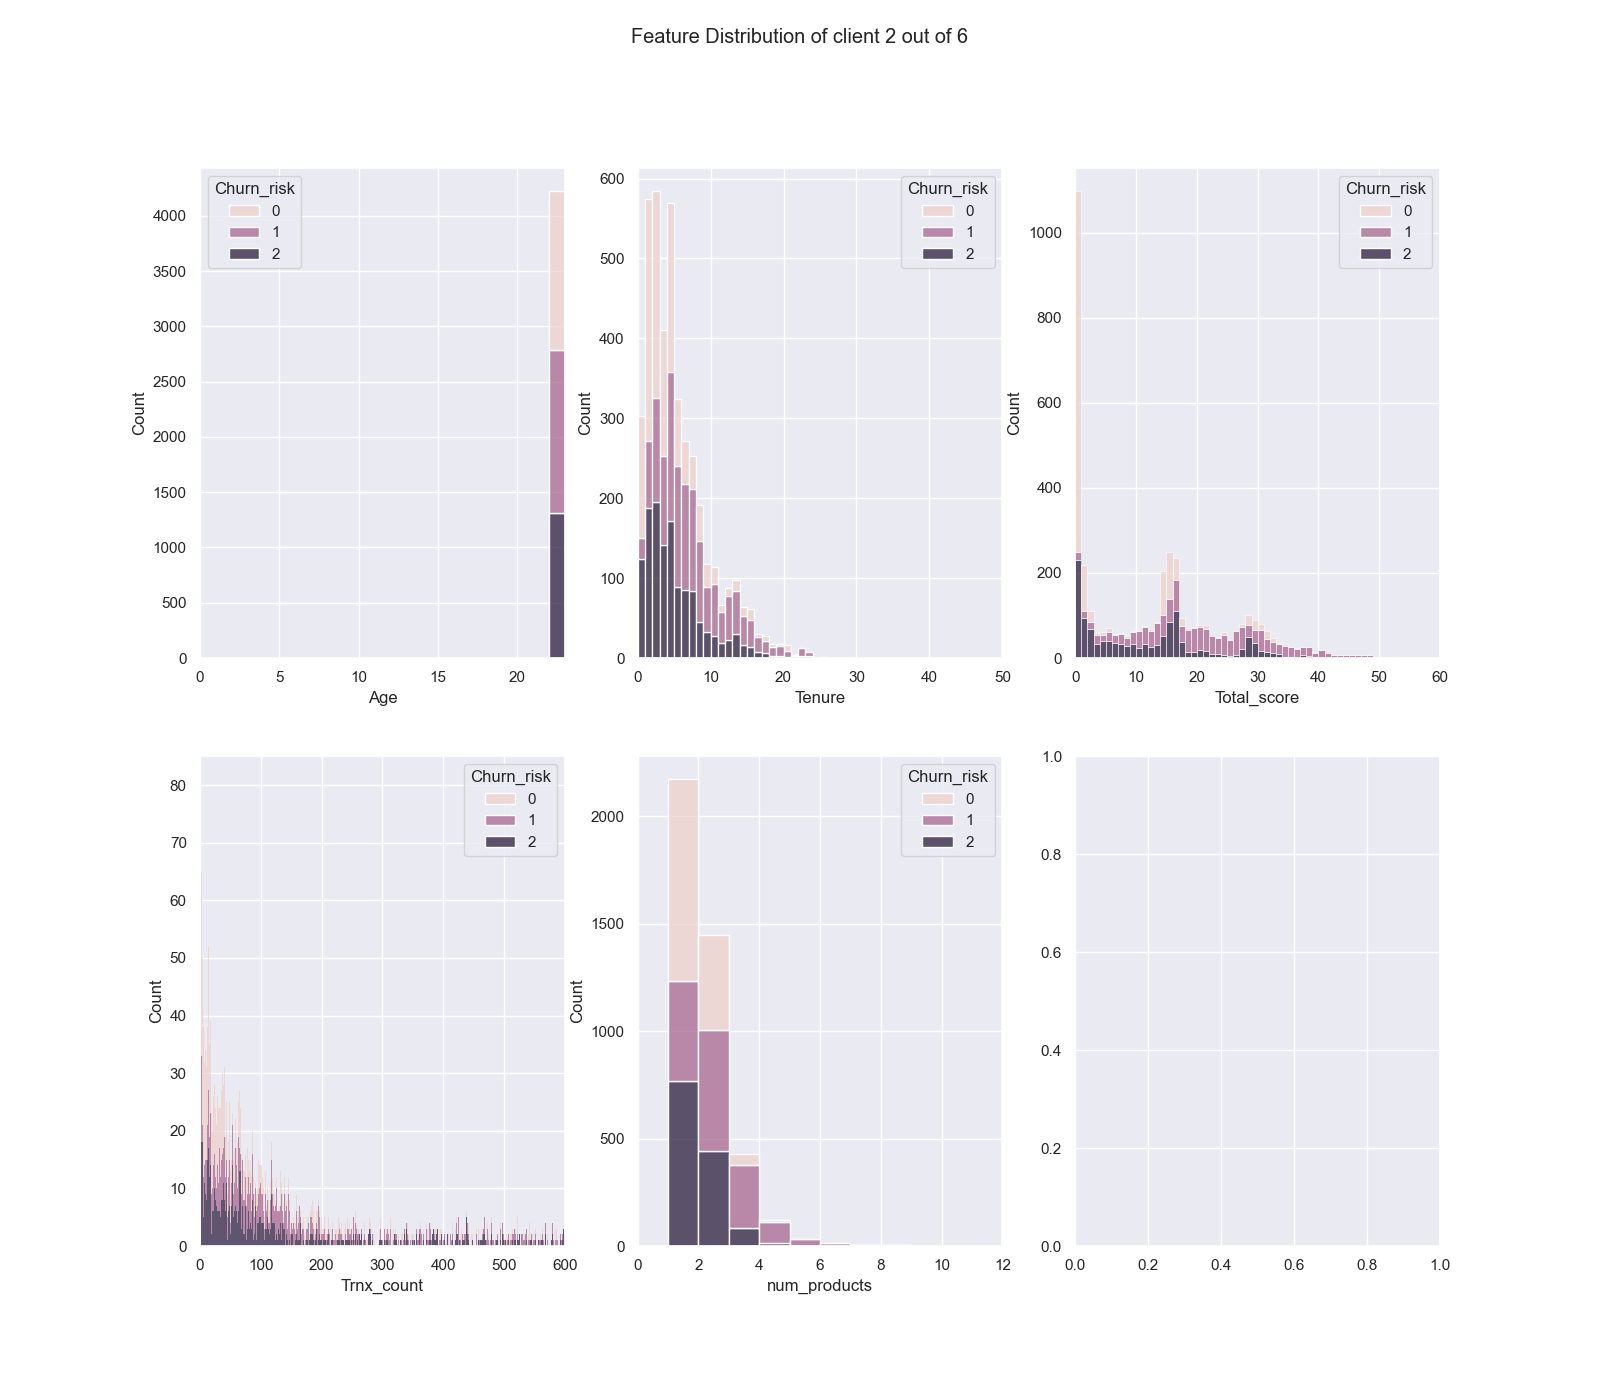 Feature Distribution of client 2 out of 6
Churn_risk
0
1
2
4000
3500
3000
2500
2000
1500
1000
500
0
Count
0 5 10 15 20
Age
Churn_risk
0
1
2
600
500
400
300
200
100
0
Count
0 10 20 30 40 50
Tenure
Churn_risk
0
1
2
1000
800
600
400
200
0
Count
0 10 20 30 40 50 60
Total_score
Churn_risk
0
1
2
80
70
60
50
40
30
20
10
0
Count
0 100 200 300 400 500 600
Trnx_count
Churn_risk
0
1
2
2000
1500
1000
500
0
Count
0 2 4 6 8 10 12
num_products
1.0
0.8
0.6
0.4
0.2
0.0
0.0 0.2 0.4 0.6 0.8 1.0